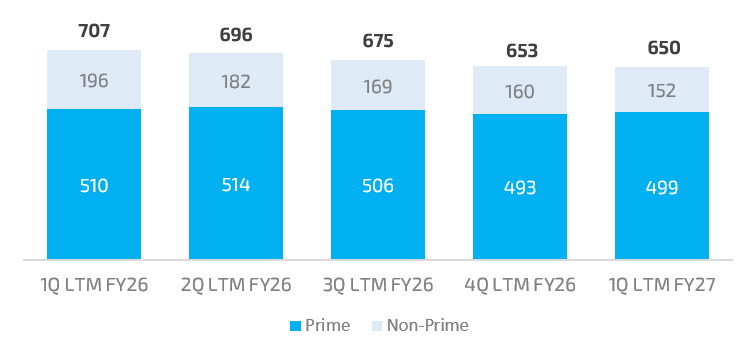 707 696 675 653 650
196 182 169 160 152
510 514 506 493 499
1Q LTM FY26 2Q LTM FY26 3Q LTM FY26 4Q LTM FY26 1Q LTM FY27
Prime Non-Prime